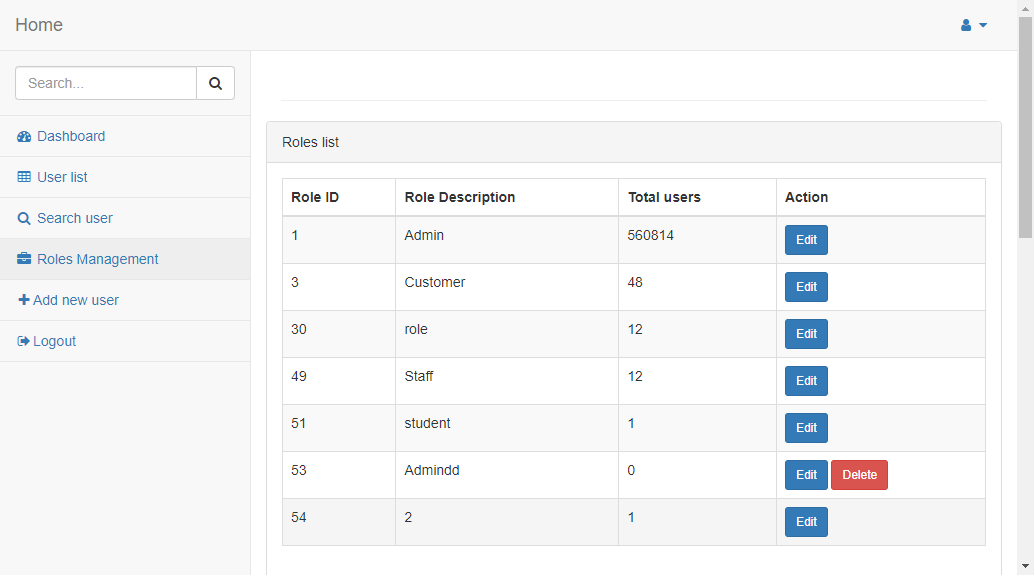 Home
Search...
Dashboard
User list
Search user
Roles Management
Add new user
Logout
Roles list
Role ID Role Description Total users Action
1 Admin 560814 Edit
3 Customer 48 Edit
30 role 12 Edit
49 Staff 12 Edit
51 student 1 Edit
53 Admindd 0 Edit Delete
54 2 1 Edit